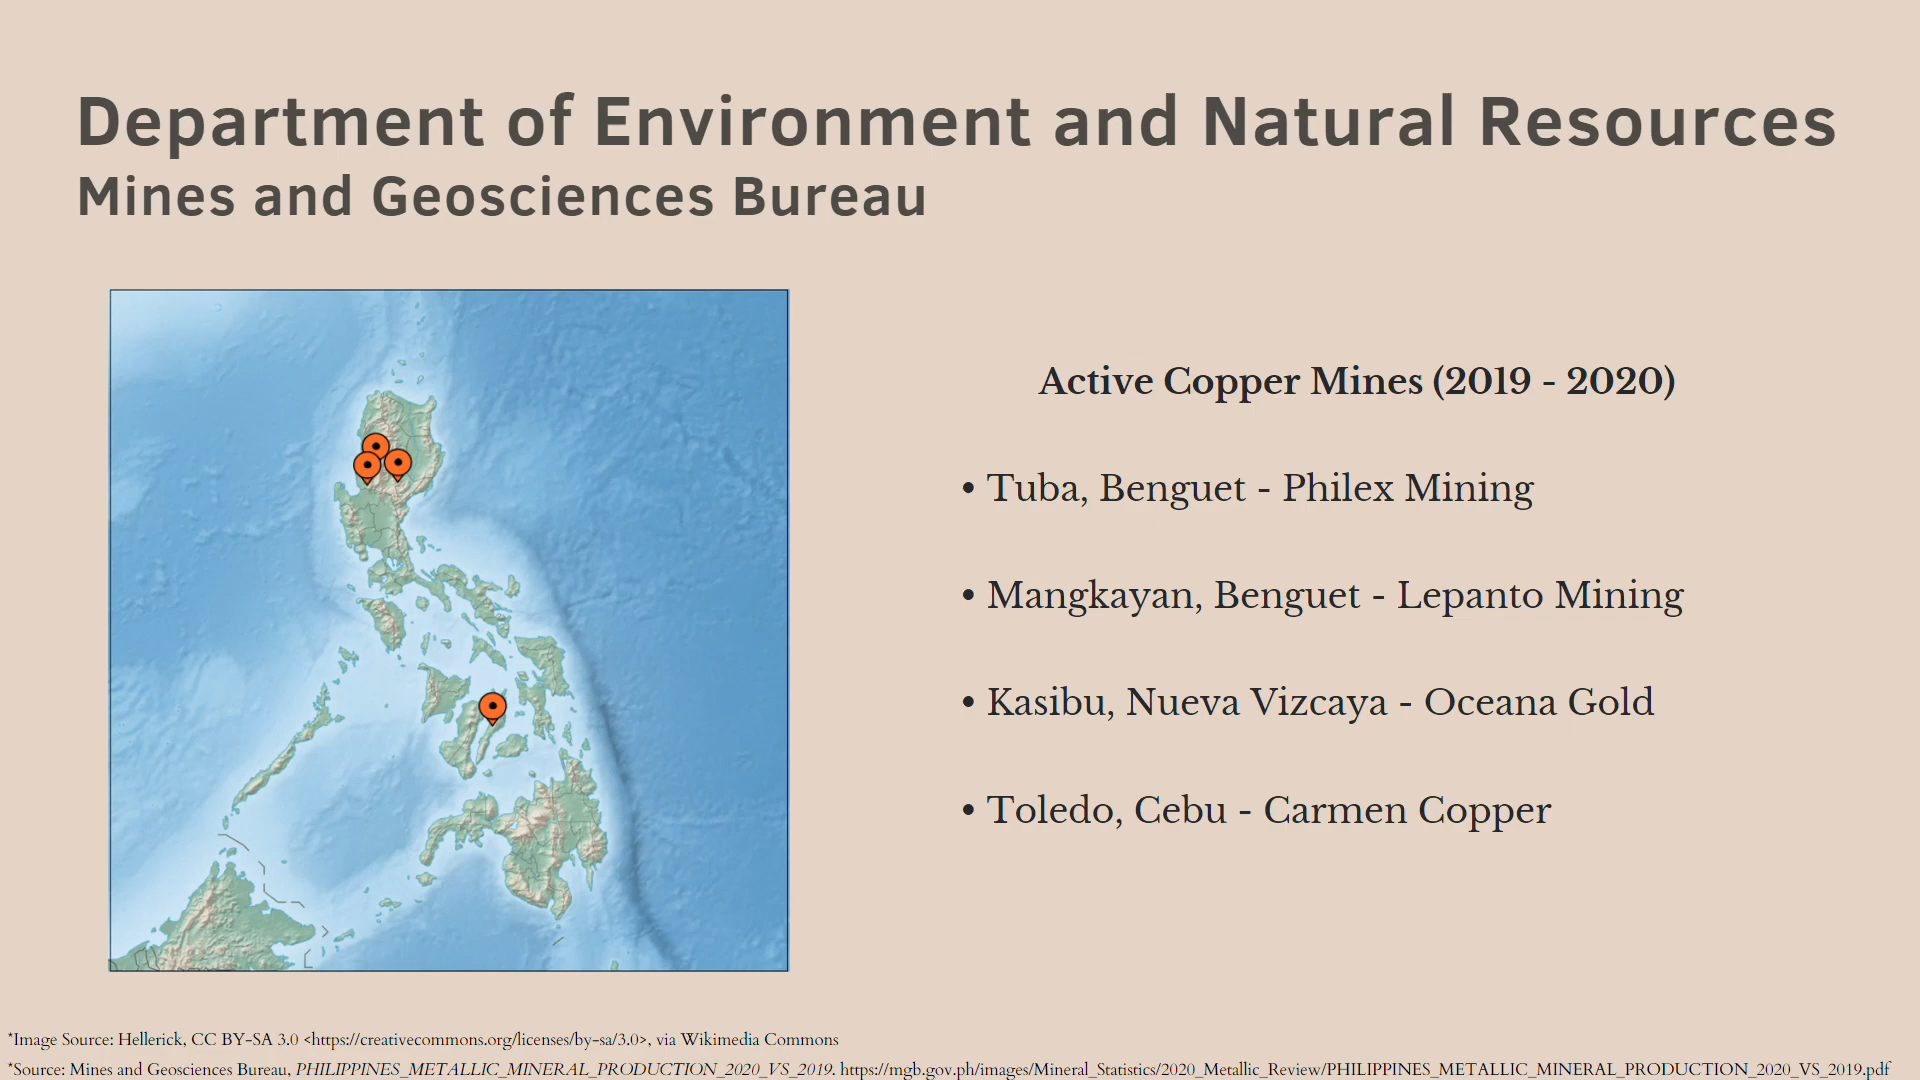 Department of Environment and Natural Resources
Mines and Geosciences Bureau
Active Copper Mines (2019 - 2020)
• Tuba, Benguet - Philex Mining
• Mangkayan, Benguet - Lepanto Mining
• Kasibu, Nueva Vizcaya - Oceana Gold
• Toledo, Cebu - Carmen Copper
*Image Source: Hellerick, CC BY-SA 3.0 <https://creativecommons.org/licenses/by-sa/3.0>, via Wikimedia Commons
*Source: Mines and Geosciences Bureau, PHILIPPINES_METALLIC_MINERAL_PRODUCTION_2020_VS_2019. https://mgb.gov.ph/images/Mineral_Statistics/2020_Metallic_Review/PHILIPPINES_METALLIC_MINERAL_PRODUCTION_2020_VS_2019.pdf